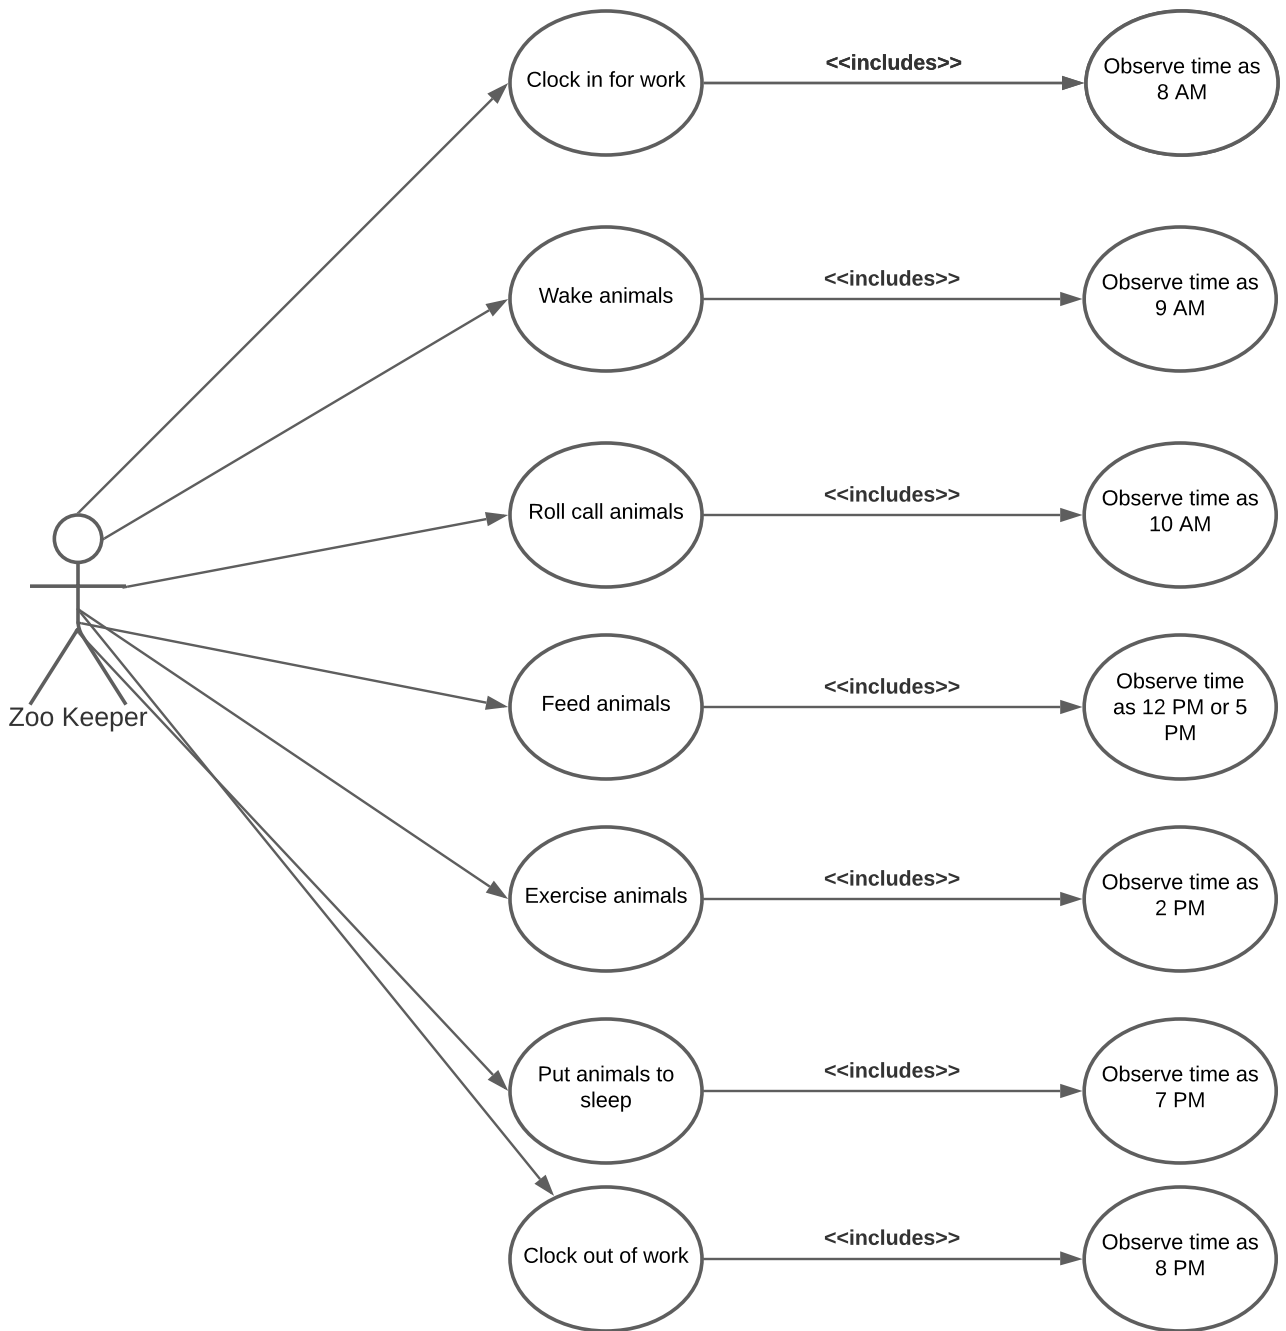 Clock in for work
<<includes>>
Observe time as
8 AM
Wake animals
<<includes>>
Observe time as
9 AM
Roll call animals
<<includes>>
Observe time as
10 AM
Zoo Keeper
Feed animals
<<includes>>
Observe time
as 12 PM or 5
PM
Exercise animals
<<includes>>
Observe time as
2 PM
Put animals to
sleep
<<includes>>
Observe time as
7 PM
Clock out of work
<<includes>>
Observe time as
8 PM